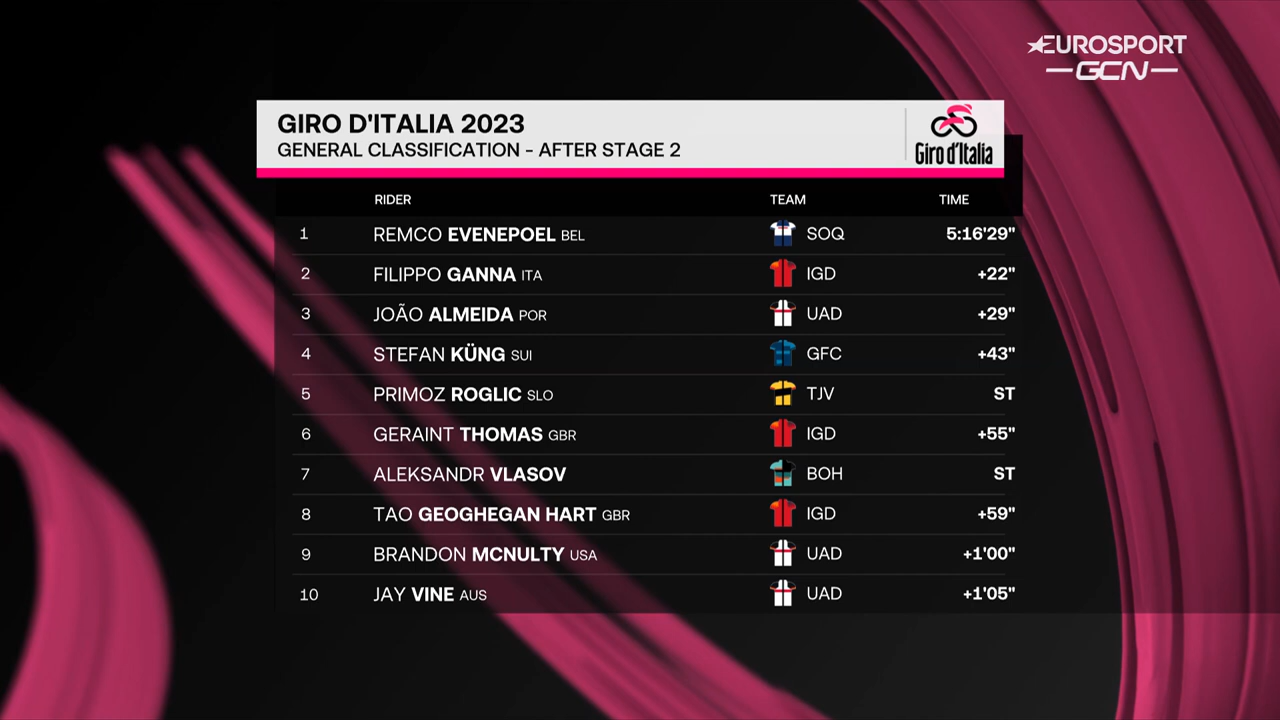 EUROSPORT
GCN
GIRO D'ITALIA 2023
GENERAL CLASSIFICATION - AFTER STAGE 2
Giro d'Italia
RIDER TEAM TIME
1 REMCO EVENEPOEL BEL SOQ 5:16'29"
2 FILIPPO GANNA ITA IGD +22"
3 JOÃO ALMEIDA POR UAD +29"
4 STEFAN KÜNG SUI GFC +43"
5 PRIMOZ ROGLIC SLO TJV ST
6 GERAINT THOMAS GBR IGD +55"
7 ALEKSANDR VLASOV BOH ST
8 TAO GEOGHEGAN HART GBR IGD +59"
9 BRANDON MCNULTY USA UAD +1'00"
10 JAY VINE AUS UAD +1'05"